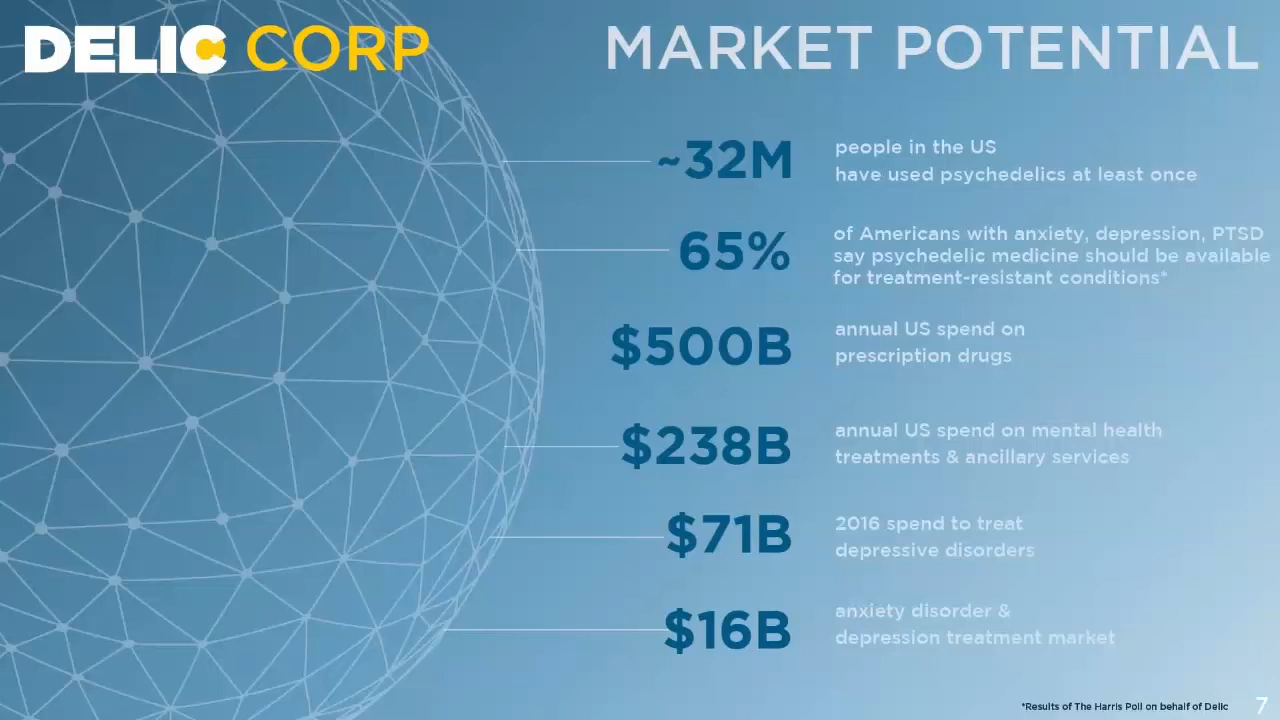 DELIC CORP
MARKET POTENTIAL
~32M
people in the US
have used psychedelics at least once
65%
of Americans with anxiety, depression, PTSD
say psychedelic medicine should be available
for treatment-resistant conditions*
$500B
annual US spend on
prescription drugs
$238B
annual US spend on mental health
treatments & ancillary services
$71B
2016 spend to treat
depressive disorders
$16B
anxiety disorder &
depression treatment market
*Results of The Harris Poll on behalf of Delic
7